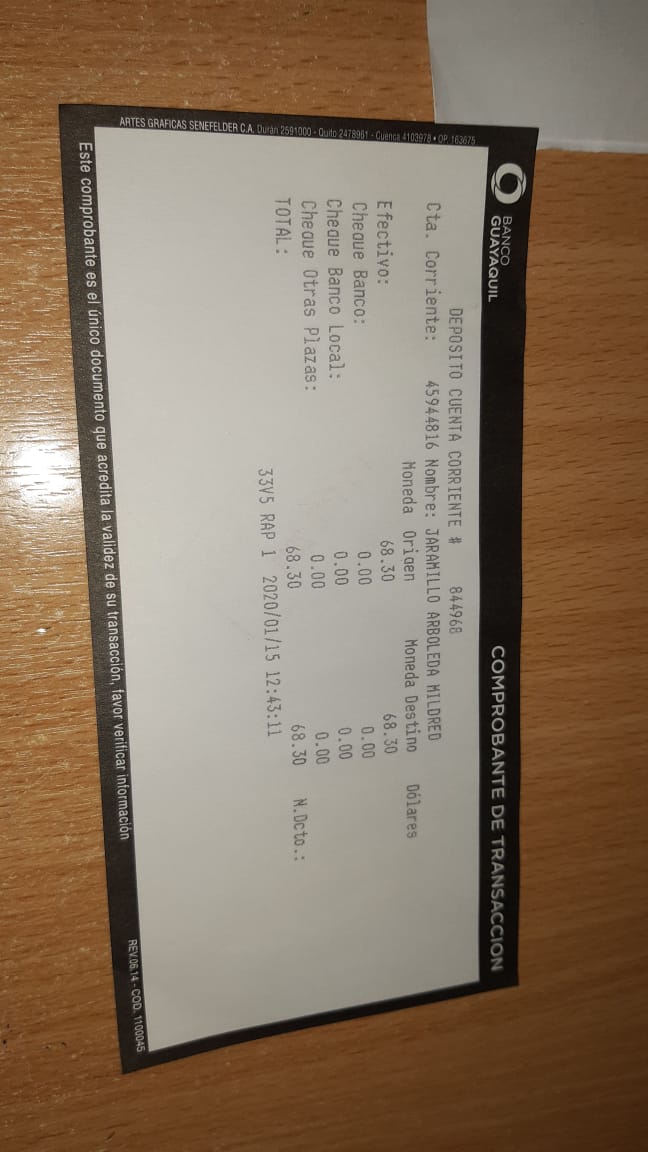 BANCO
GUAYAQUIL
COMPROBANTE DE TRANSACCION
DEPOSITO CUENTA CORRIENTE # 844968
Cta. Corriente: 45944816 Nombre: JARAMILLO ARBOLEDA MILDRED
Moneda Origen Moneda Destino Dólares
Efectivo: 68.30 68.30
Cheque Banco: 0.00 0.00
Cheque Banco Local: 0.00 0.00
Cheque Otras Plazas: 0.00 0.00
TOTAL: 68.30 68.30 N.Dcto.:
33V5 RAP 1 2020/01/15 12:43:11
Este comprobante es el único documento que acredita la validez de su transacción, favor verificar información
REV.06.14 - COD. 1100045
ARTES GRAFICAS SENEFELDER C.A. Durán 2591000 - Quito 2478961 - Cuenca 4103978 • OP. 163675